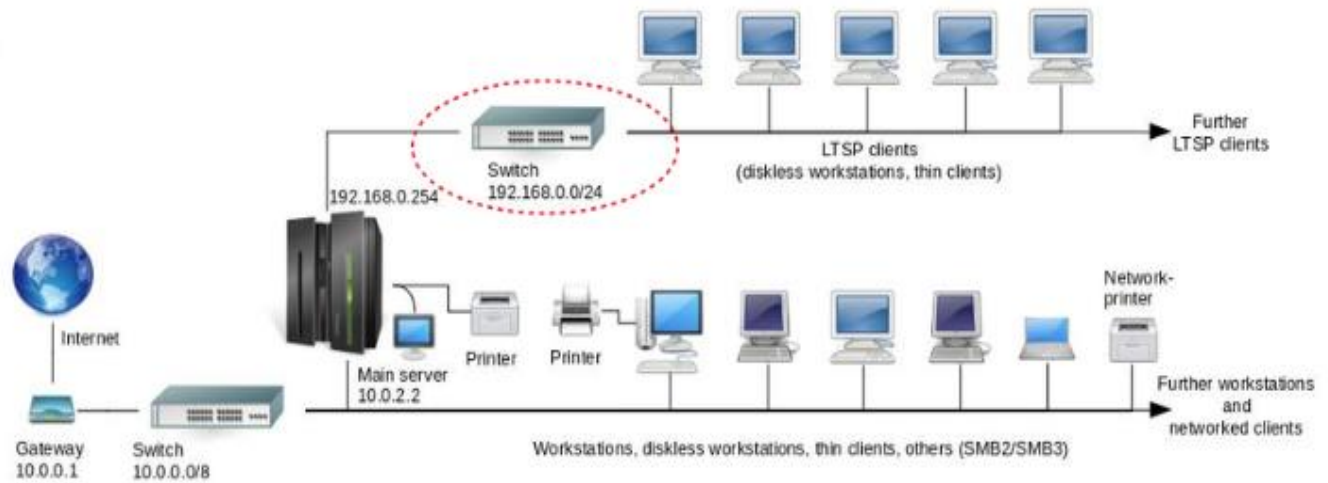 LTSP clients
(diskless workstations, thin clients)
Further
LTSP clients
Switch
192.168.0.0/24
192.168.0.254
Internet
Main server
10.0.2.2
Printer
Printer
Network-
printer
Gateway
10.0.0.1
Switch
10.0.0.0/8
Workstations, diskless workstations, thin clients, others (SMB2/SMB3)
Further workstations
and
networked clients